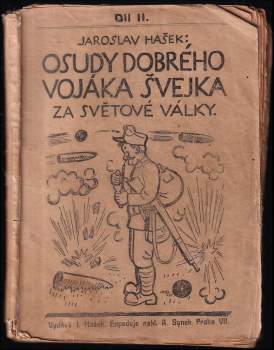 Díl II.
JAROSLAV HAŠEK:
OSUDY DOBRÉHO
VOJÁKA ŠVEJKA
ZA SVĚTOVÉ VÁLKY.
Vydává J. Hašek. Expeduje nakl. A. Synek, Praha VII.